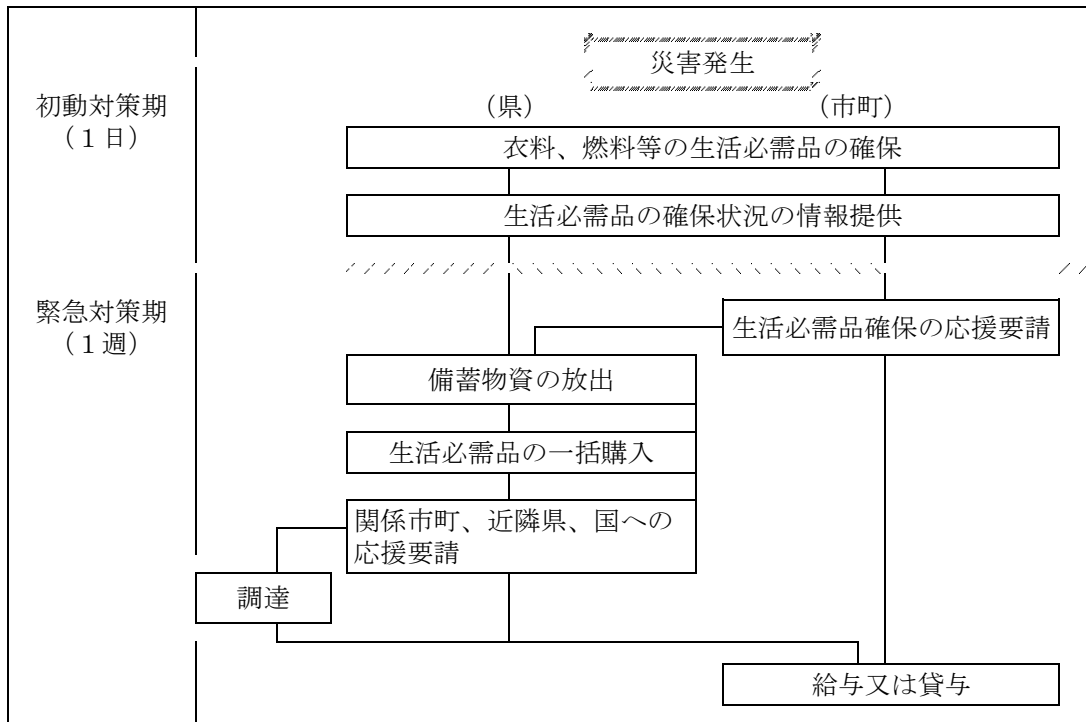 災害発生
初動対策期
(1日)
(県)
(市町)
衣料、燃料等の生活必需品の確保
生活必需品の確保状況の情報提供
緊急対策期
(1週)
生活必需品確保の応援要請
備蓄物資の放出
生活必需品の一括購入
関係市町、近隣県、国への
応援要請
調達
給与又は貸与